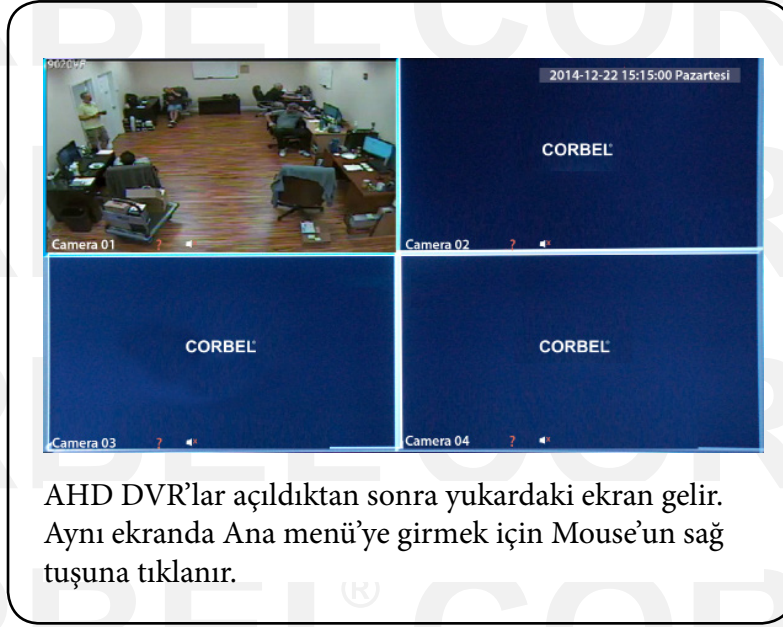 9020HF
2014-12-22 15:15:00 Pazartesi
CORBEL
Camera 01 ?
Camera 02 ?
CORBEL
CORBEL
Camera 03 ?
Camera 04 ?
AHD DVR’lar açıldıktan sonra yukardaki ekran gelir.
Aynı ekranda Ana menü’ye girmek için Mouse’un sağ
tuşuna tıklanır.